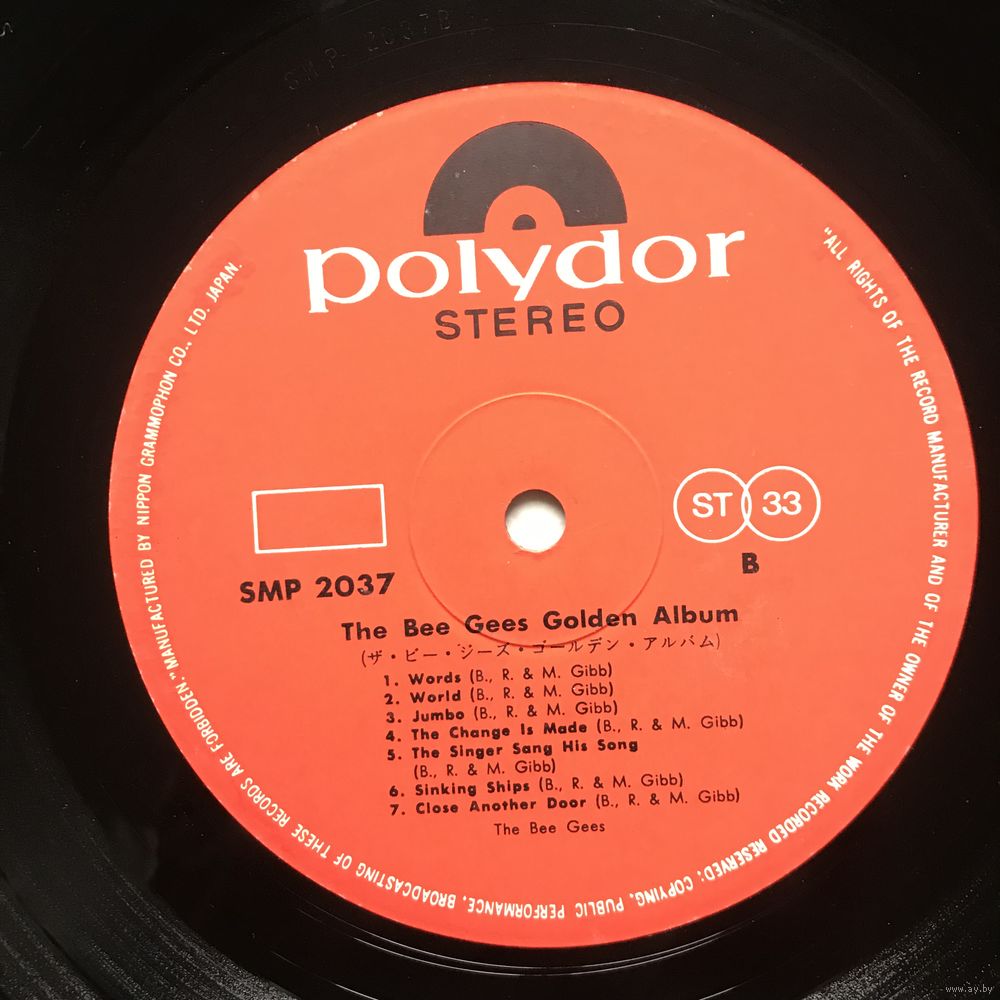 SMP 2037B
polydor
STEREO
ST 33
B
SMP 2037
The Bee Gees Golden Album
(ザ・ビー・ジース・ゴールデン・アルバム)
1. Words (B., R. & M. Gibb)
2. World (B., R. & M. Gibb)
3. Jumbo (B., R. & M. Gibb)
4. The Change Is Made (B., R. & M. Gibb)
5. The Singer Sang His Song
(B., R. & M. Gibb)
6. Sinking Ships (B., R. & M. Gibb)
7. Close Another Door (B., R. & M. Gibb)
The Bee Gees
"ALL RIGHTS OF THE RECORD MANUFACTURER AND OF THE OWNER OF THE WORK RECORDED RESERVED; COPYING, PUBLIC PERFORMANCE, BROADCASTING OF THESE RECORDS ARE FORBIDDEN." MANUFACTURED BY NIPPON GRAMMOPHON CO., LTD. JAPAN.
www.ay.by